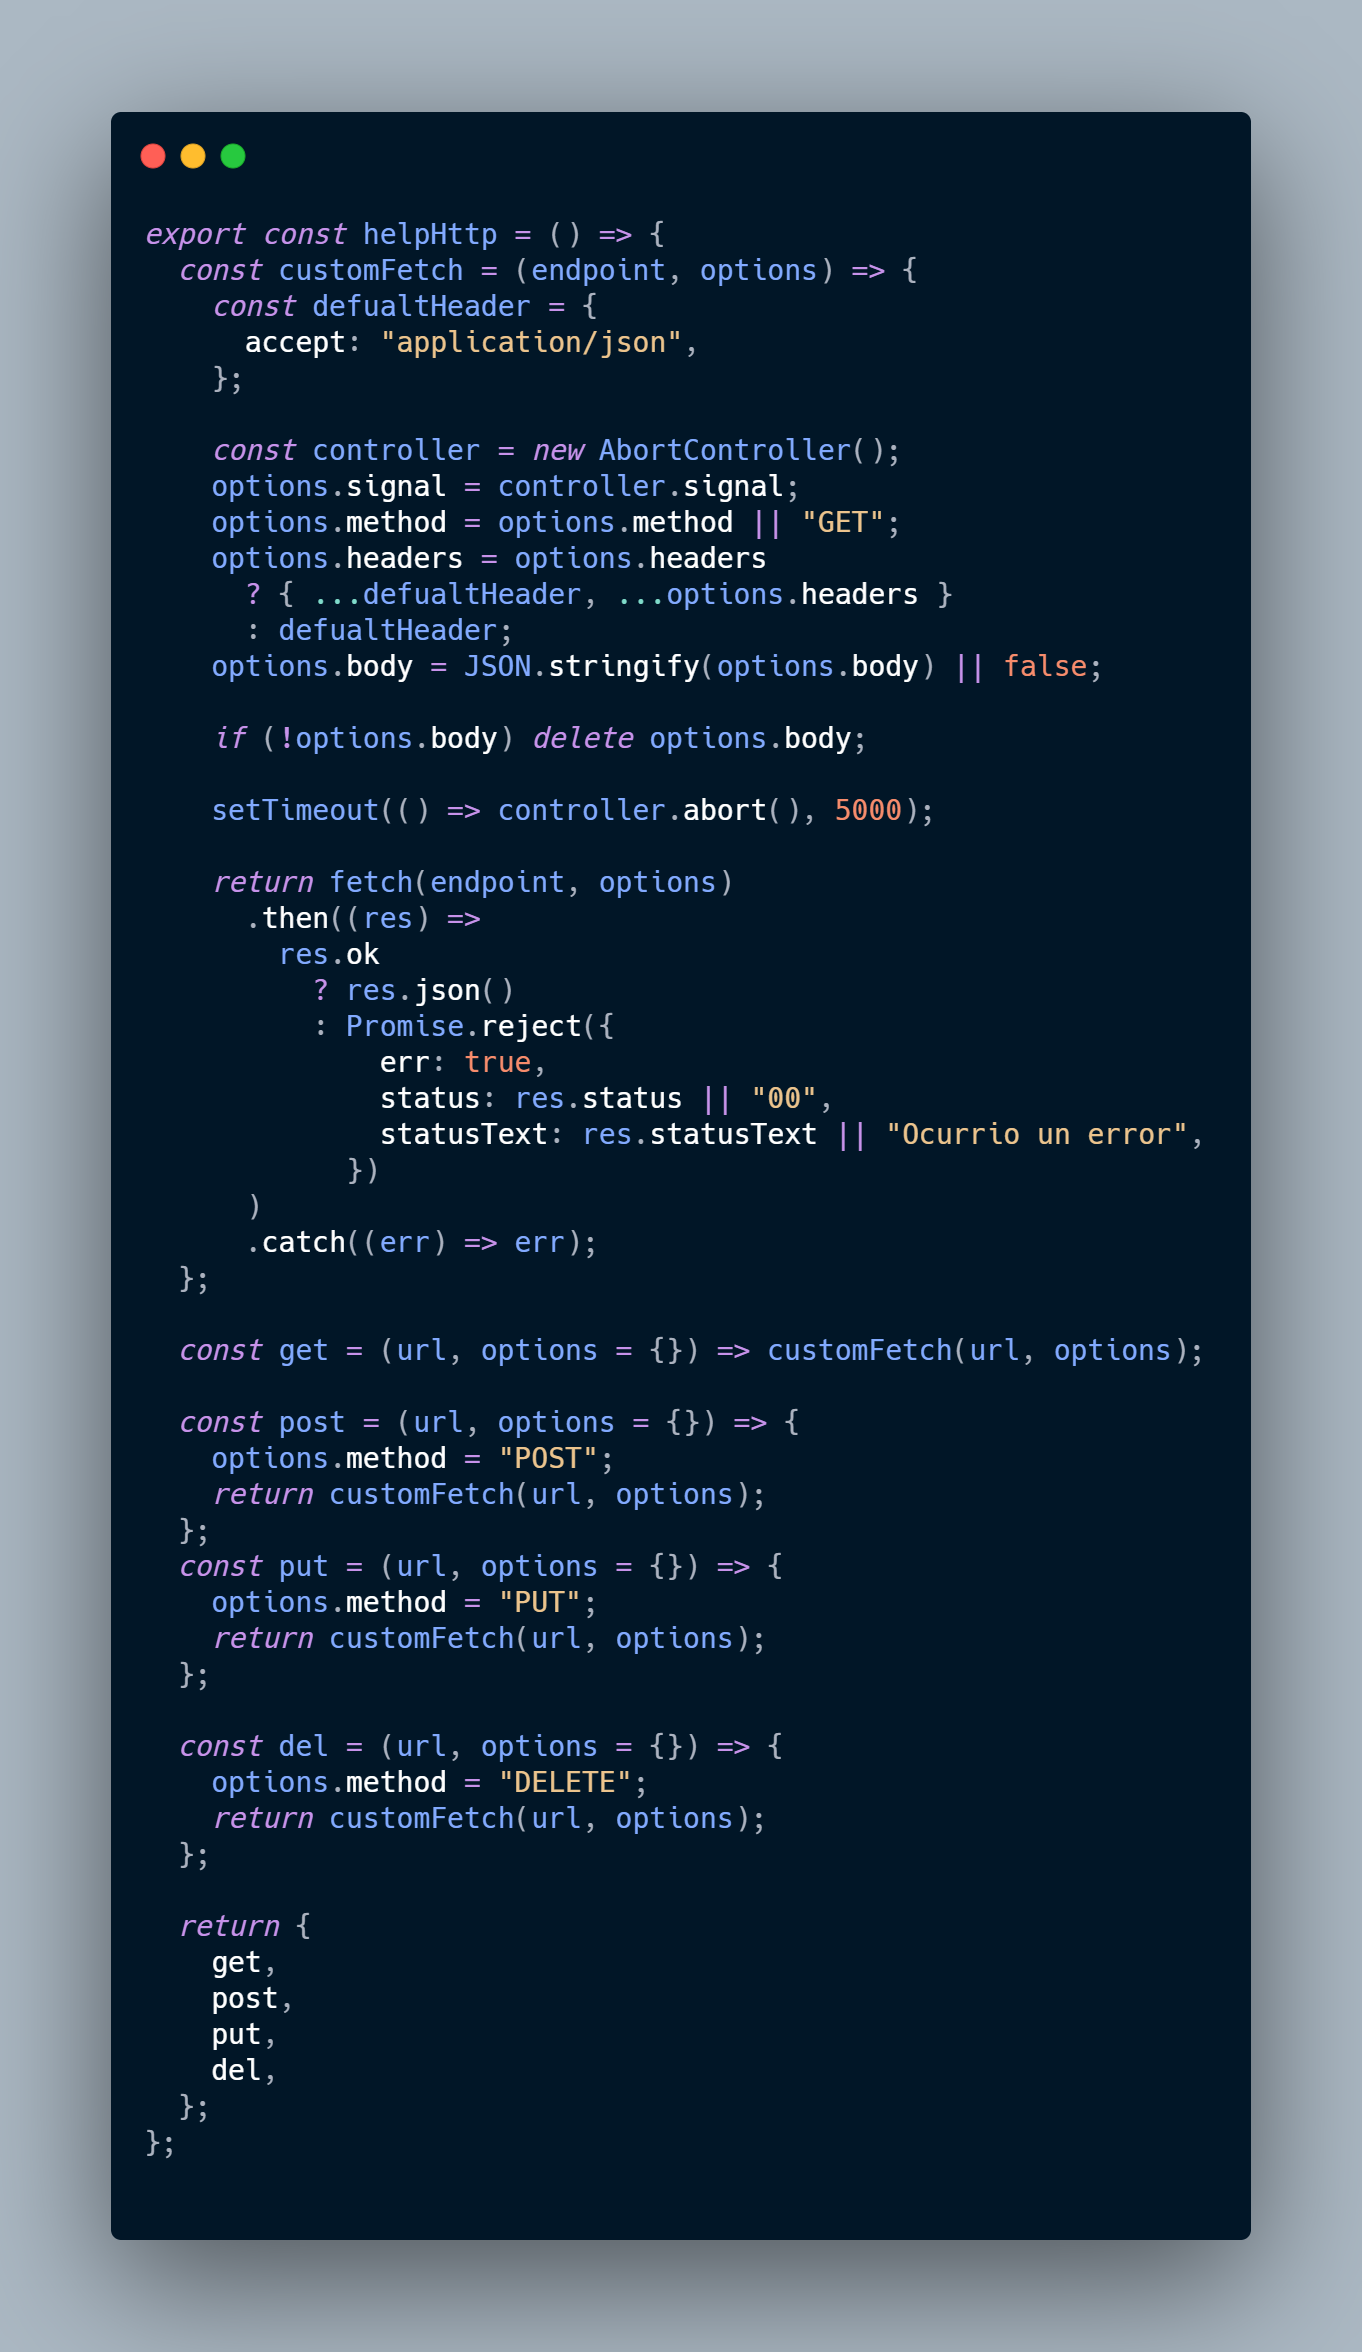 export const helpHttp = () => {
  const customFetch = (endpoint, options) => {
    const defualtHeader = {
      accept: "application/json",
    };

    const controller = new AbortController();
    options.signal = controller.signal;
    options.method = options.method || "GET";
    options.headers = options.headers
      ? { ...defualtHeader, ...options.headers }
      : defualtHeader;
    options.body = JSON.stringify(options.body) || false;

    if (!options.body) delete options.body;

    setTimeout(() => controller.abort(), 5000);

    return fetch(endpoint, options)
      .then((res) =>
        res.ok
          ? res.json()
          : Promise.reject({
              err: true,
              status: res.status || "00",
              statusText: res.statusText || "Ocurrio un error",
            })
      )
      .catch((err) => err);
  };

  const get = (url, options = {}) => customFetch(url, options);

  const post = (url, options = {}) => {
    options.method = "POST";
    return customFetch(url, options);
  };
  const put = (url, options = {}) => {
    options.method = "PUT";
    return customFetch(url, options);
  };

  const del = (url, options = {}) => {
    options.method = "DELETE";
    return customFetch(url, options);
  };

  return {
    get,
    post,
    put,
    del,
  };
};